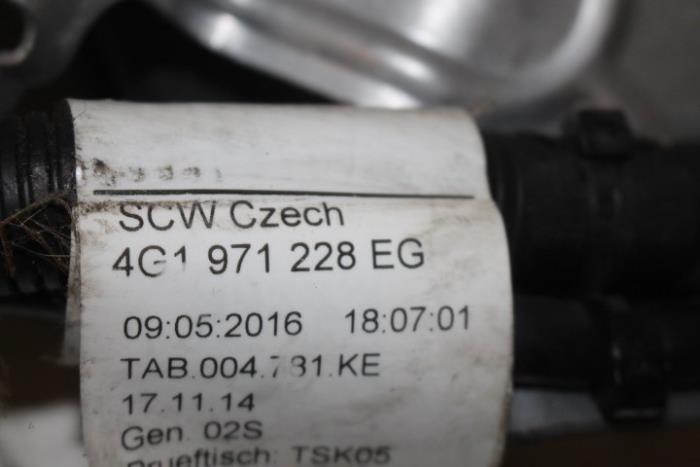 SCW Czech
4G1 971 228 EG
09:05:2016 18:07:01
TAB.004.781.KE
17.11.14
Gen. 02S
Prueftisch: TSK05